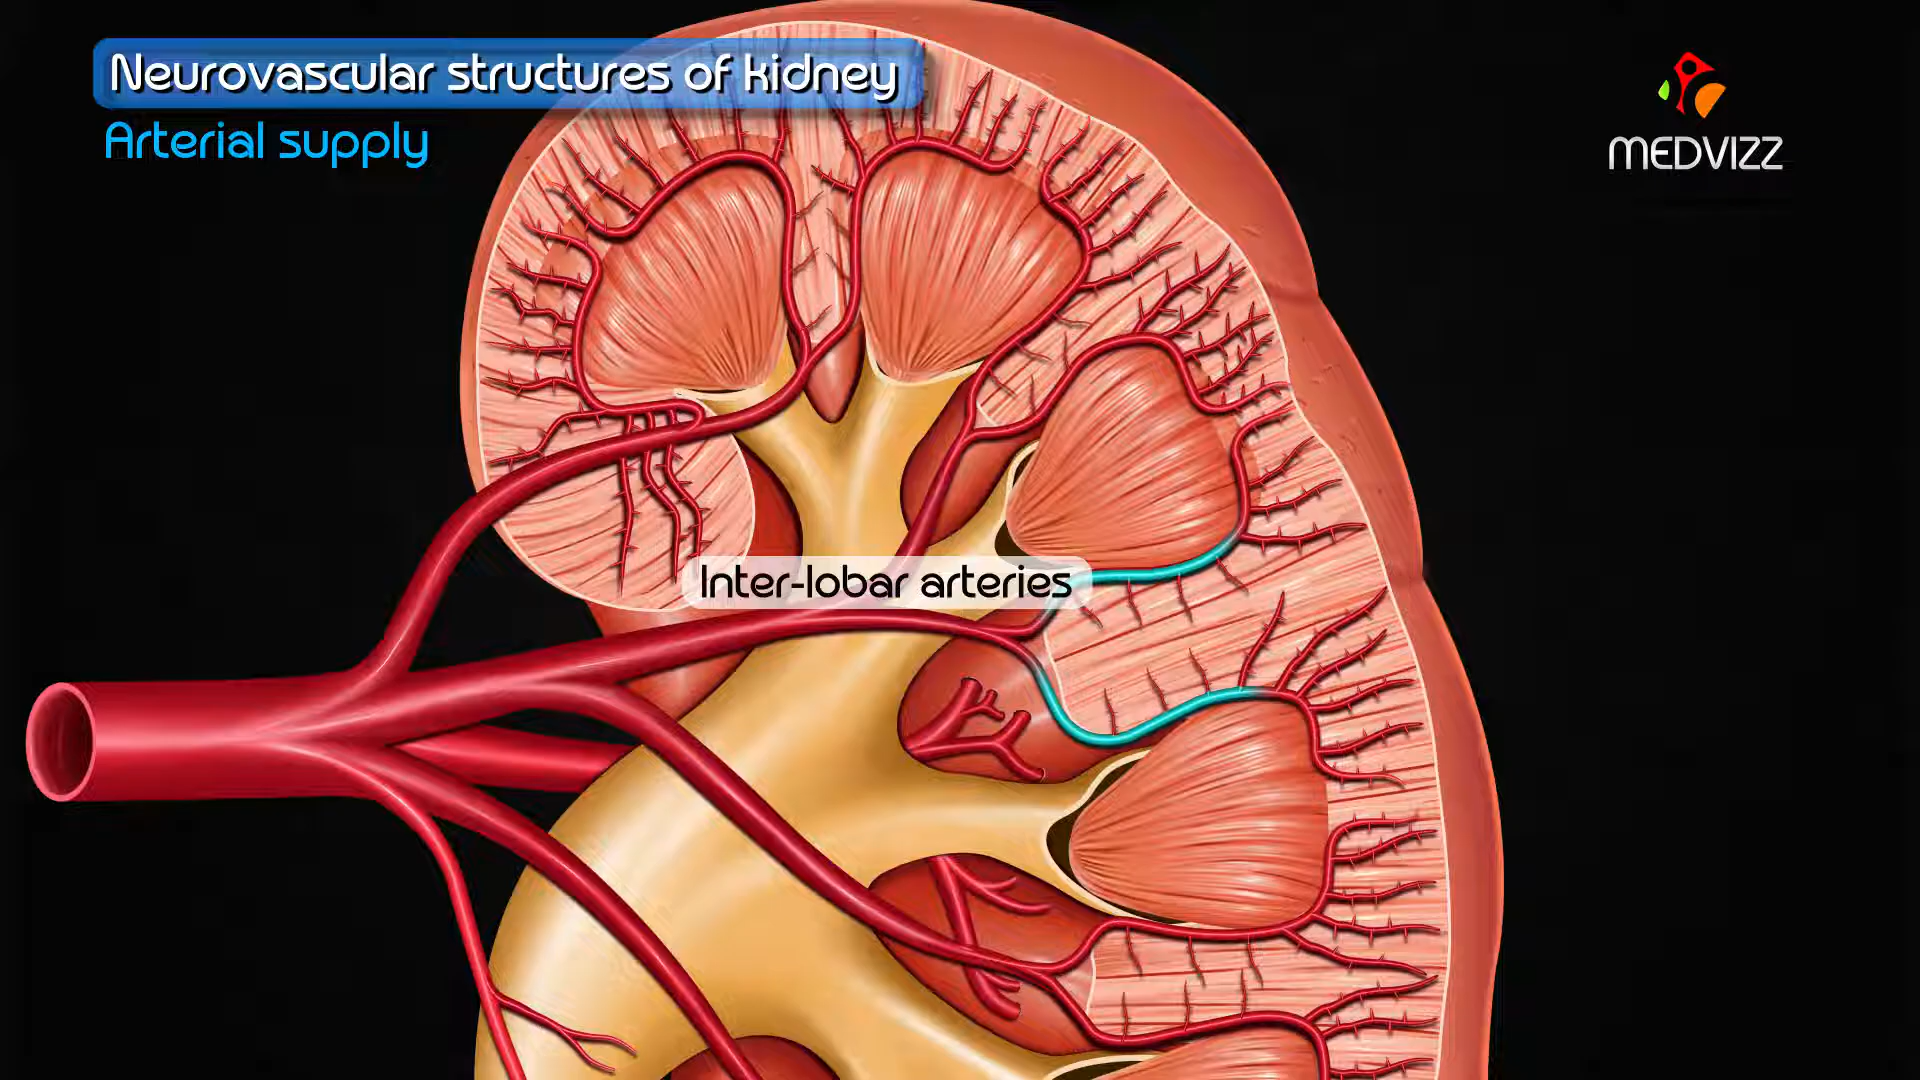 Neurovascular structures of kidney
Arterial supply
MEDVIZZ
Inter-lobar arteries